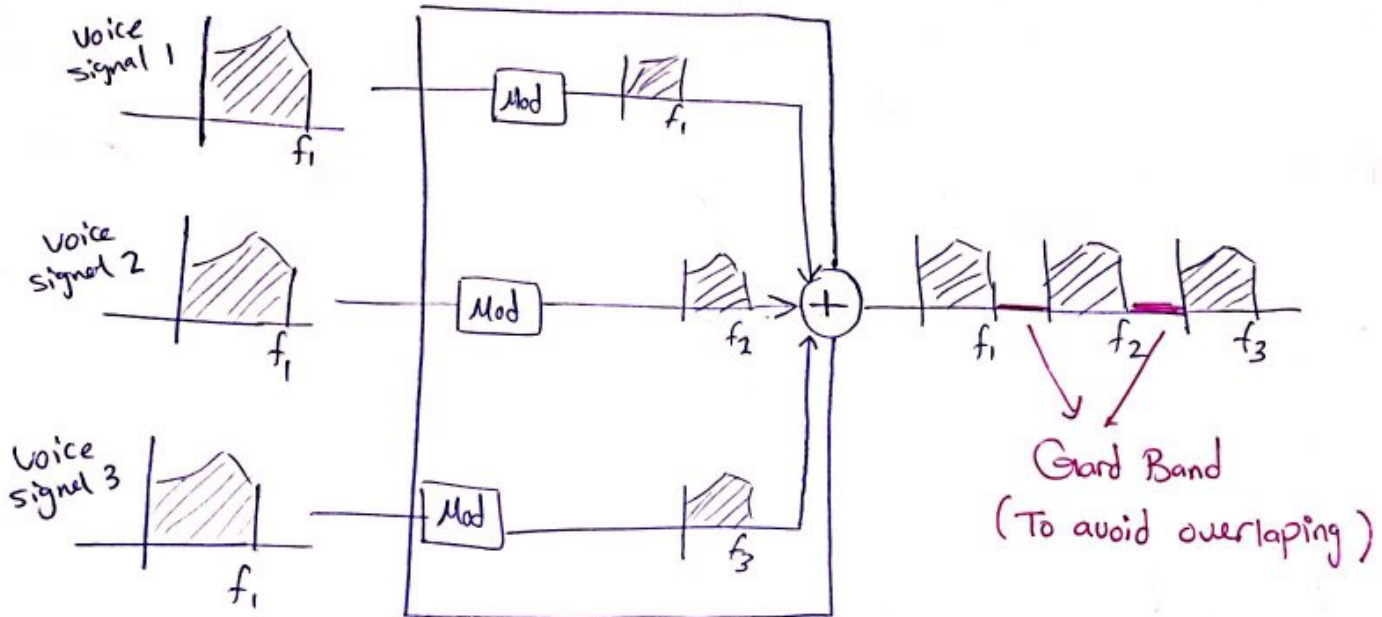 voice
signal 1
f1
Mod
f1
voice
signal 2
f1
Mod
f2
+
f1
f2
f3
voice
signal 3
f1
Mod
f3
Gard Band
(To avoid overlaping)